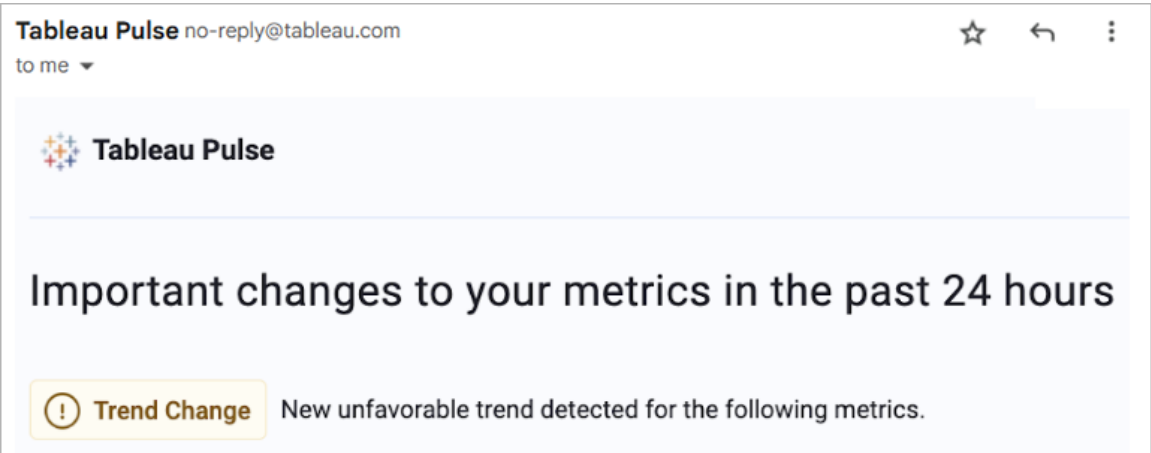 Tableau Pulse no-reply@tableau.com
to me
Tableau Pulse
Important changes to your metrics in the past 24 hours
Trend Change New unfavorable trend detected for the following metrics.